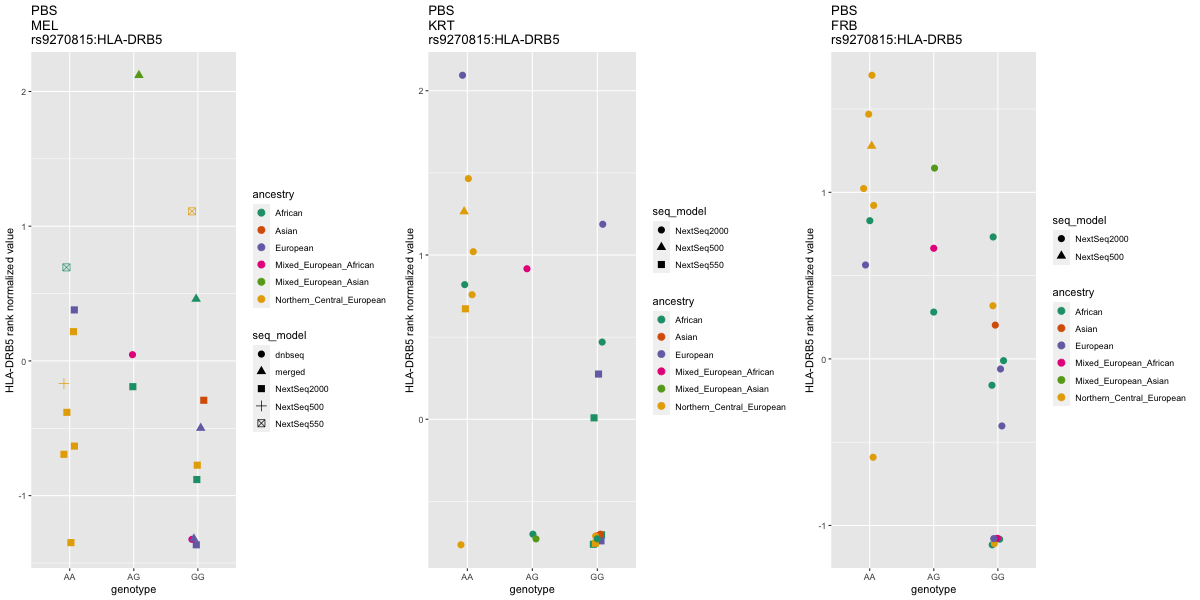 PBS
MEL
rs9270815:HLA-DRB5
HLA-DRB5 rank normalized value
2
1
0
-1
AA
AG
GG
genotype
ancestry
African
Asian
European
Mixed_European_African
Mixed_European_Asian
Northern_Central_European
seq_model
dnbseq
merged
NextSeq2000
NextSeq500
NextSeq550
PBS
KRT
rs9270815:HLA-DRB5
HLA-DRB5 rank normalized value
2
1
0
AA
AG
GG
genotype
seq_model
NextSeq2000
NextSeq500
NextSeq550
ancestry
African
Asian
European
Mixed_European_African
Mixed_European_Asian
Northern_Central_European
PBS
FRB
rs9270815:HLA-DRB5
HLA-DRB5 rank normalized value
1
0
-1
AA
AG
GG
genotype
seq_model
NextSeq2000
NextSeq500
ancestry
African
Asian
European
Mixed_European_African
Mixed_European_Asian
Northern_Central_European